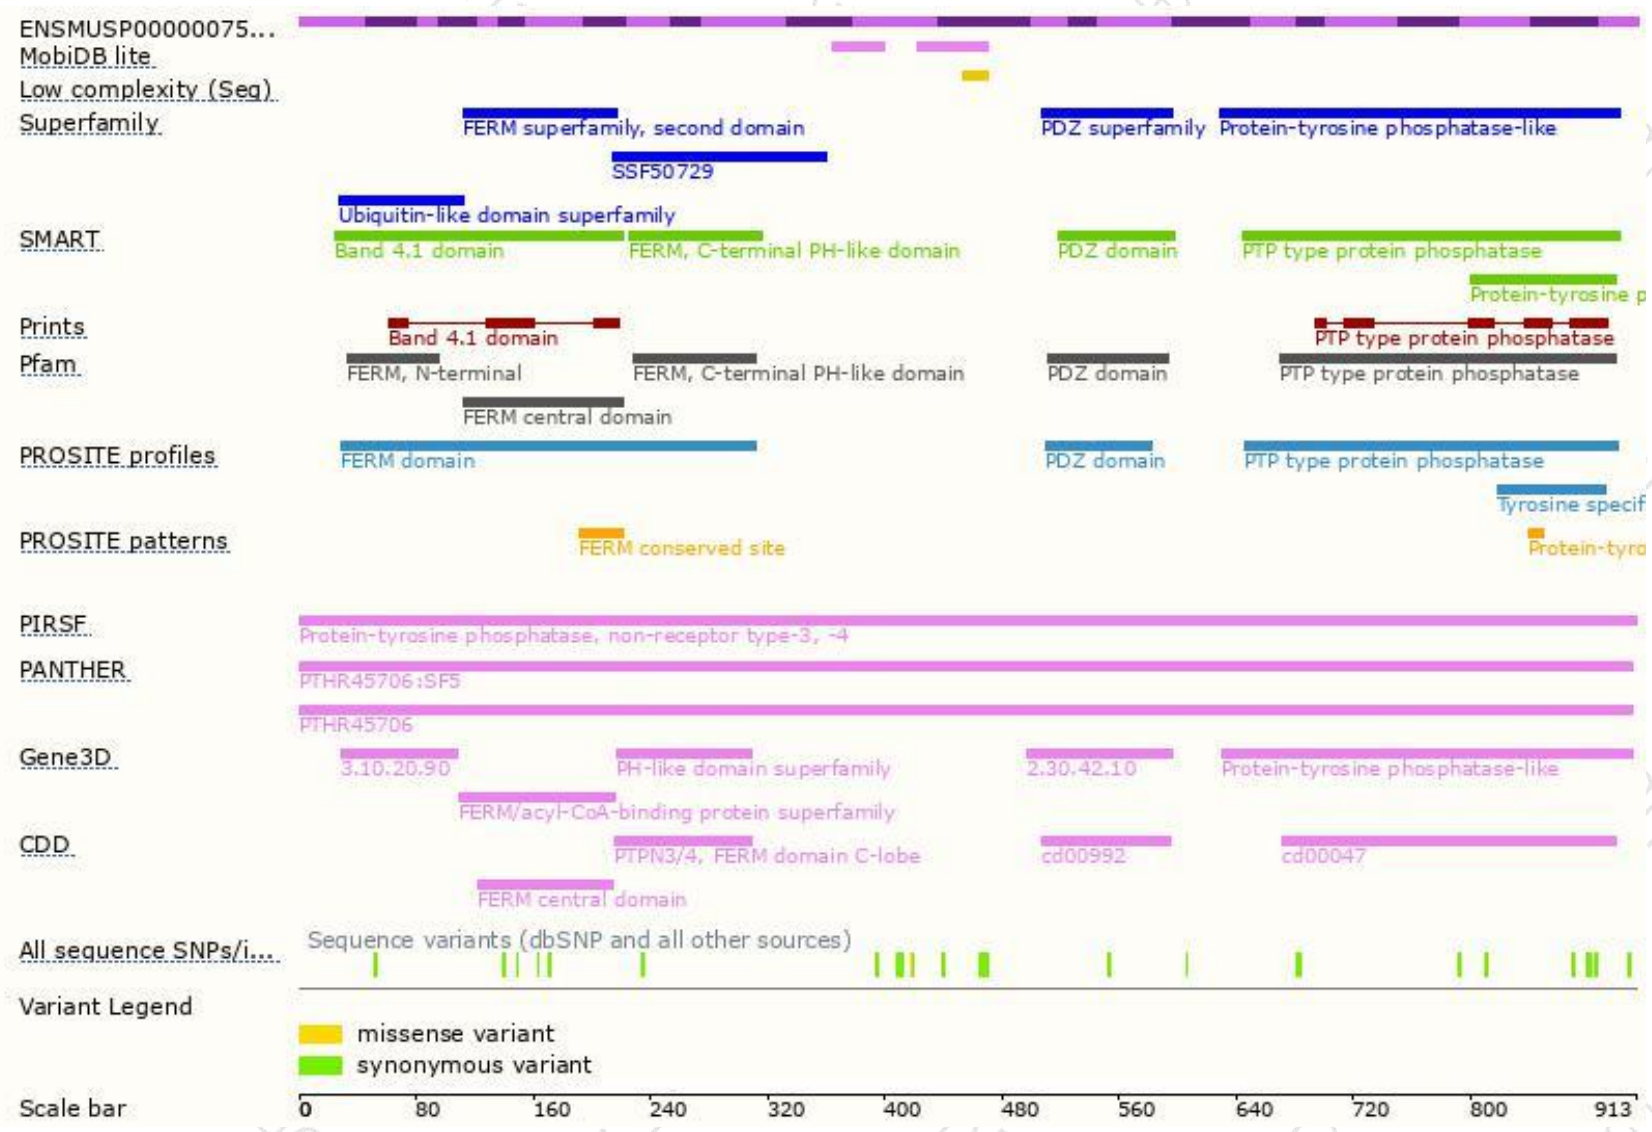 ENSMUSP00000075...
MobiDB lite
Low complexity (Seg)
Superfamily
FERM superfamily, second domain
PDZ superfamily
Protein-tyrosine phosphatase-like
SSF50729
Ubiquitin-like domain superfamily
SMART
Band 4.1 domain
FERM, C-terminal PH-like domain
PDZ domain
PTP type protein phosphatase
Protein-tyrosine p
Prints
Band 4.1 domain
PTP type protein phosphatase
Pfam
FERM, N-terminal
FERM, C-terminal PH-like domain
PDZ domain
PTP type protein phosphatase
FERM central domain
PROSITE profiles
FERM domain
PDZ domain
PTP type protein phosphatase
Tyrosine specif
PROSITE patterns
FERM conserved site
Protein-tyro
PIRSF
Protein-tyrosine phosphatase, non-receptor type-3, -4
PANTHER
PTHR45706:SF5
PTHR45706
Gene3D
3.10.20.90
PH-like domain superfamily
2.30.42.10
Protein-tyrosine phosphatase-like
FERM/acyl-CoA-binding protein superfamily
CDD
PTPN3/4, FERM domain C-lobe
cd00992
cd00047
FERM central domain
All sequence SNPs/i...
Sequence variants (dbSNP and all other sources)
Variant Legend
missense variant
synonymous variant
Scale bar
0 80 160 240 320 400 480 560 640 720 800 913